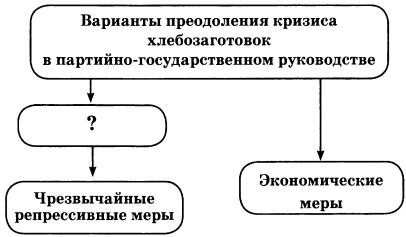 Варианты преодоления кризиса
хлебозаготовок
в партийно-государственном руководстве
?
Чрезвычайные
репрессивные меры
Экономические
меры